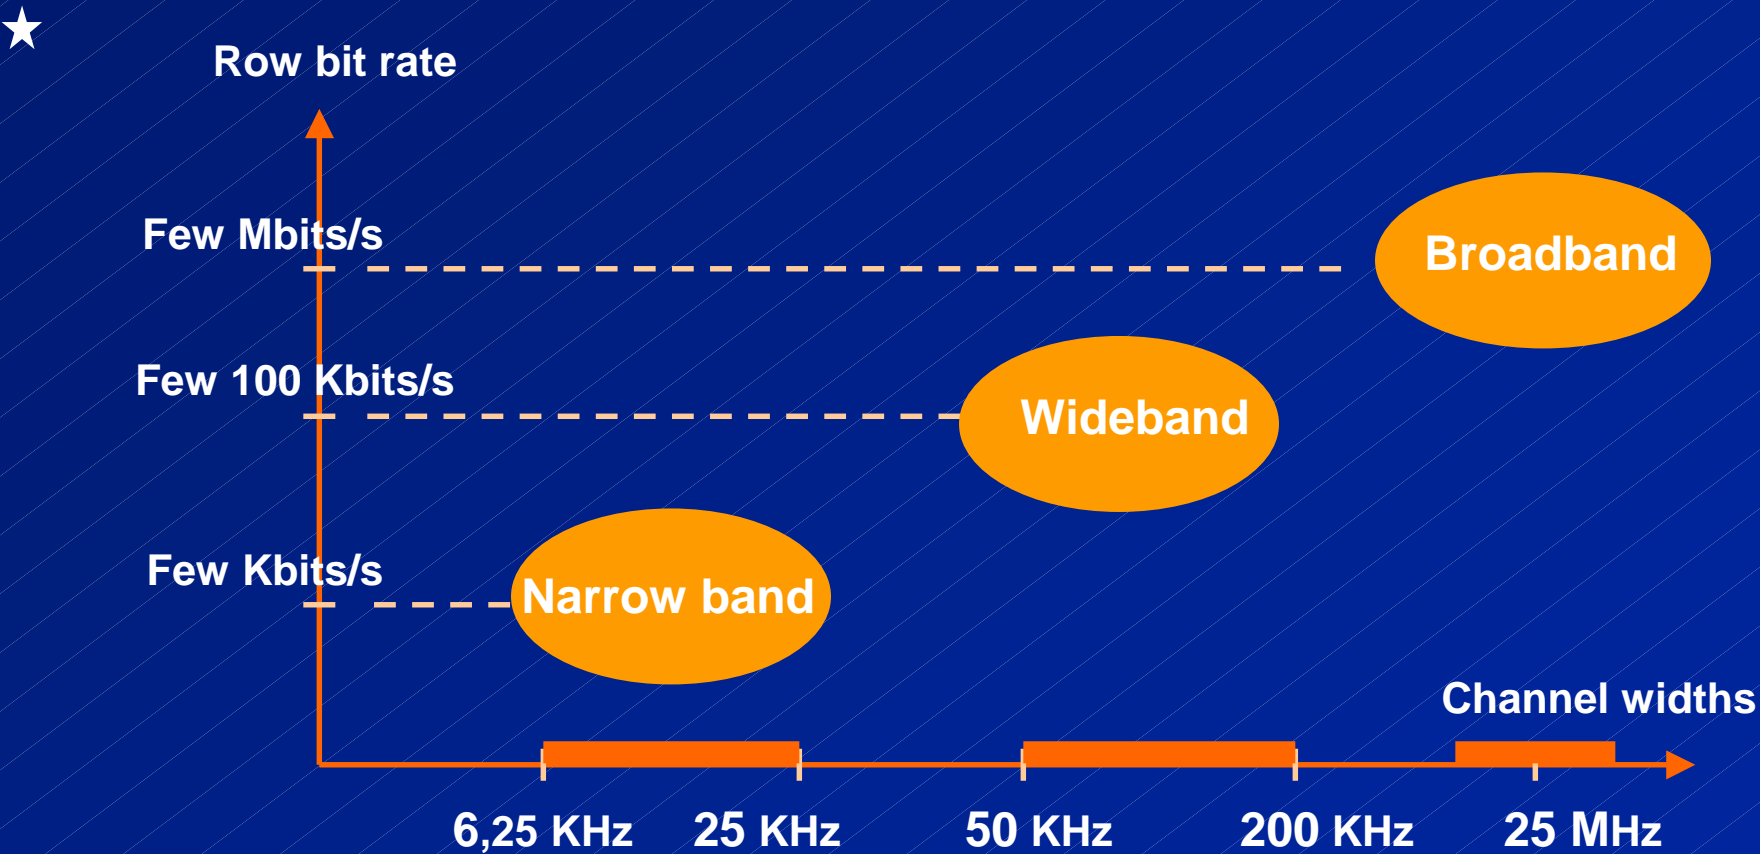 Row bit rate
Few Mbits/s
Broadband
Few 100 Kbits/s
Wideband
Few Kbits/s
Narrow band
Channel widths
6,25 KHz 25 KHz 50 KHz 200 KHz 25 MHz